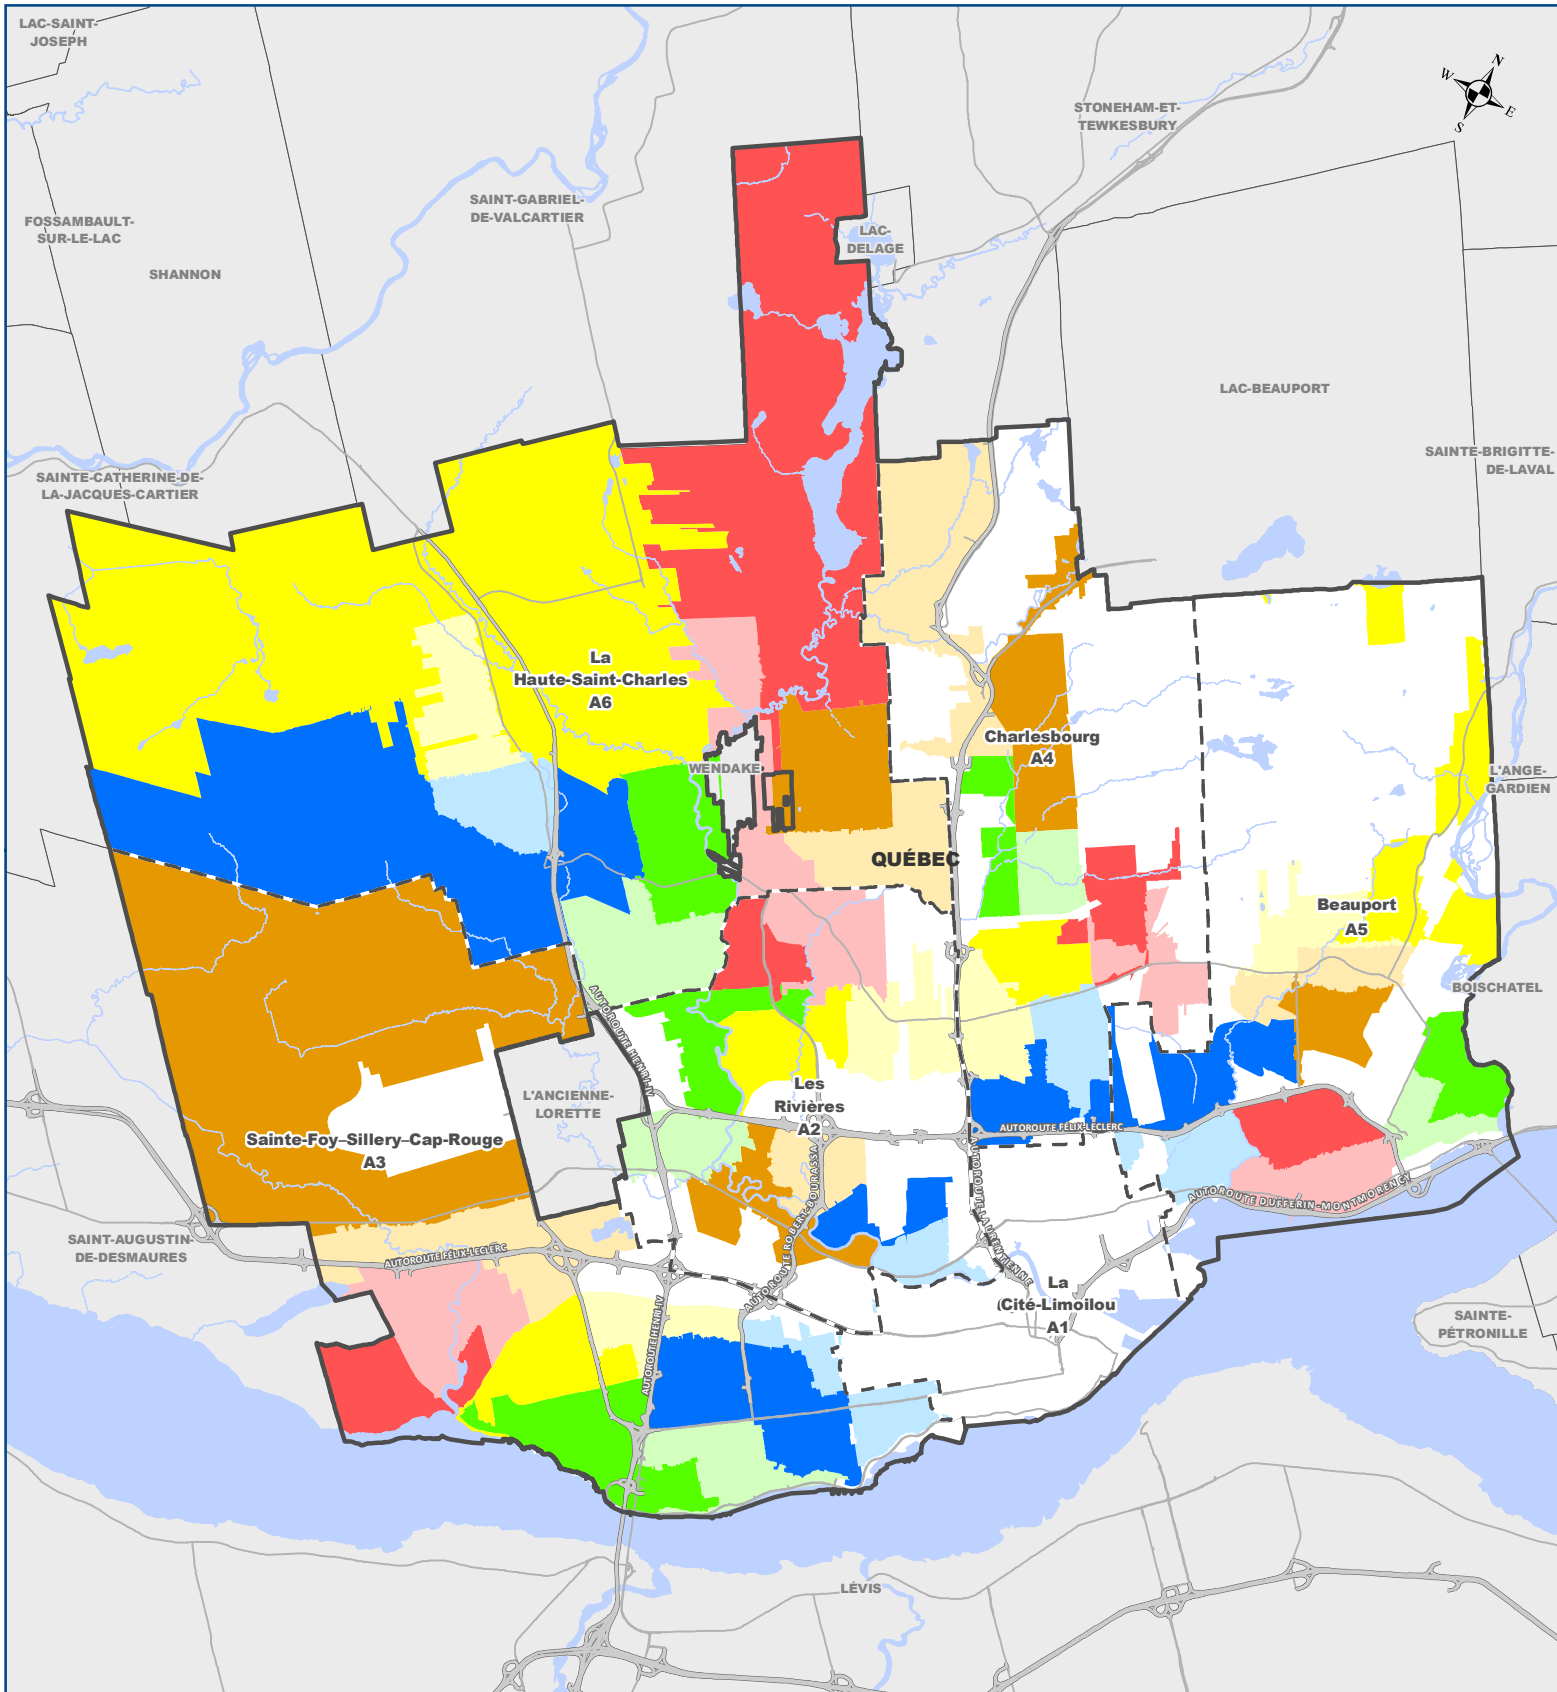 LAC-SAINT-
JOSEPH
N
W
E
S
STONEHAM-ET-
TEWKESBURY
SAINT-GABRIEL-
DE-VALCARTIER
FOSSAMBAULT-
SUR-LE-LAC
LAC-
DELAGE
SHANNON
LAC-BEAUPORT
SAINTE-BRIGITTE-
DE-LAVAL
SAINTE-CATHERINE-DE-
LA-JACQUES-CARTIER
La
Haute-Saint-Charles
A6
Charlesbourg
A4
WENDAKE
L'ANGE-
GARDIEN
QUÉBEC
Beauport
A5
BOISCHATEL
AUTOROUTE HENRI-IV
L'ANCIENNE-
LORETTE
Les
Rivières
A2
AUTOROUTE FÉLIX-LECLERC
Sainte-Foy–Sillery–Cap-Rouge
A3
AUTOROUTE LAURENTIENNE
AUTOROUTE ROBERT-BOURASSA
AUTOROUTE DUFFERIN-MONTMORENCY
SAINT-AUGUSTIN-
DE-DESMAURES
AUTOROUTE FÉLIX-LECLERC
La
Cité-Limoilou
A1
AUTOROUTE HENRI-IV
SAINTE-
PÉTRONILLE
LÉVIS